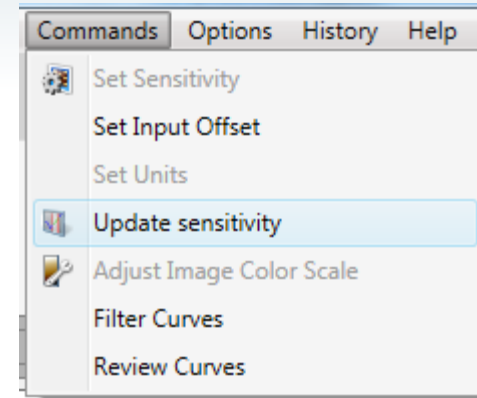 Commands Options History Help
Set Sensitivity
Set Input Offset
Set Units
Update sensitivity
Adjust Image Color Scale
Filter Curves
Review Curves